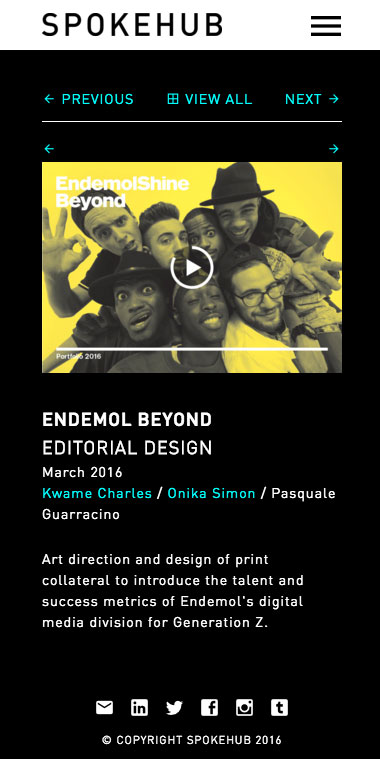 SPOKEHUB
PREVIOUS VIEW ALL NEXT
EndemolShine
Beyond
Portfolio 2016
ENDEMOL BEYOND
EDITORIAL DESIGN
March 2016
Kwame Charles / Onika Simon / Pasquale
Guarracino
Art direction and design of print
collateral to introduce the talent and
success metrics of Endemol's digital
media division for Generation Z.
© COPYRIGHT SPOKEHUB 2016